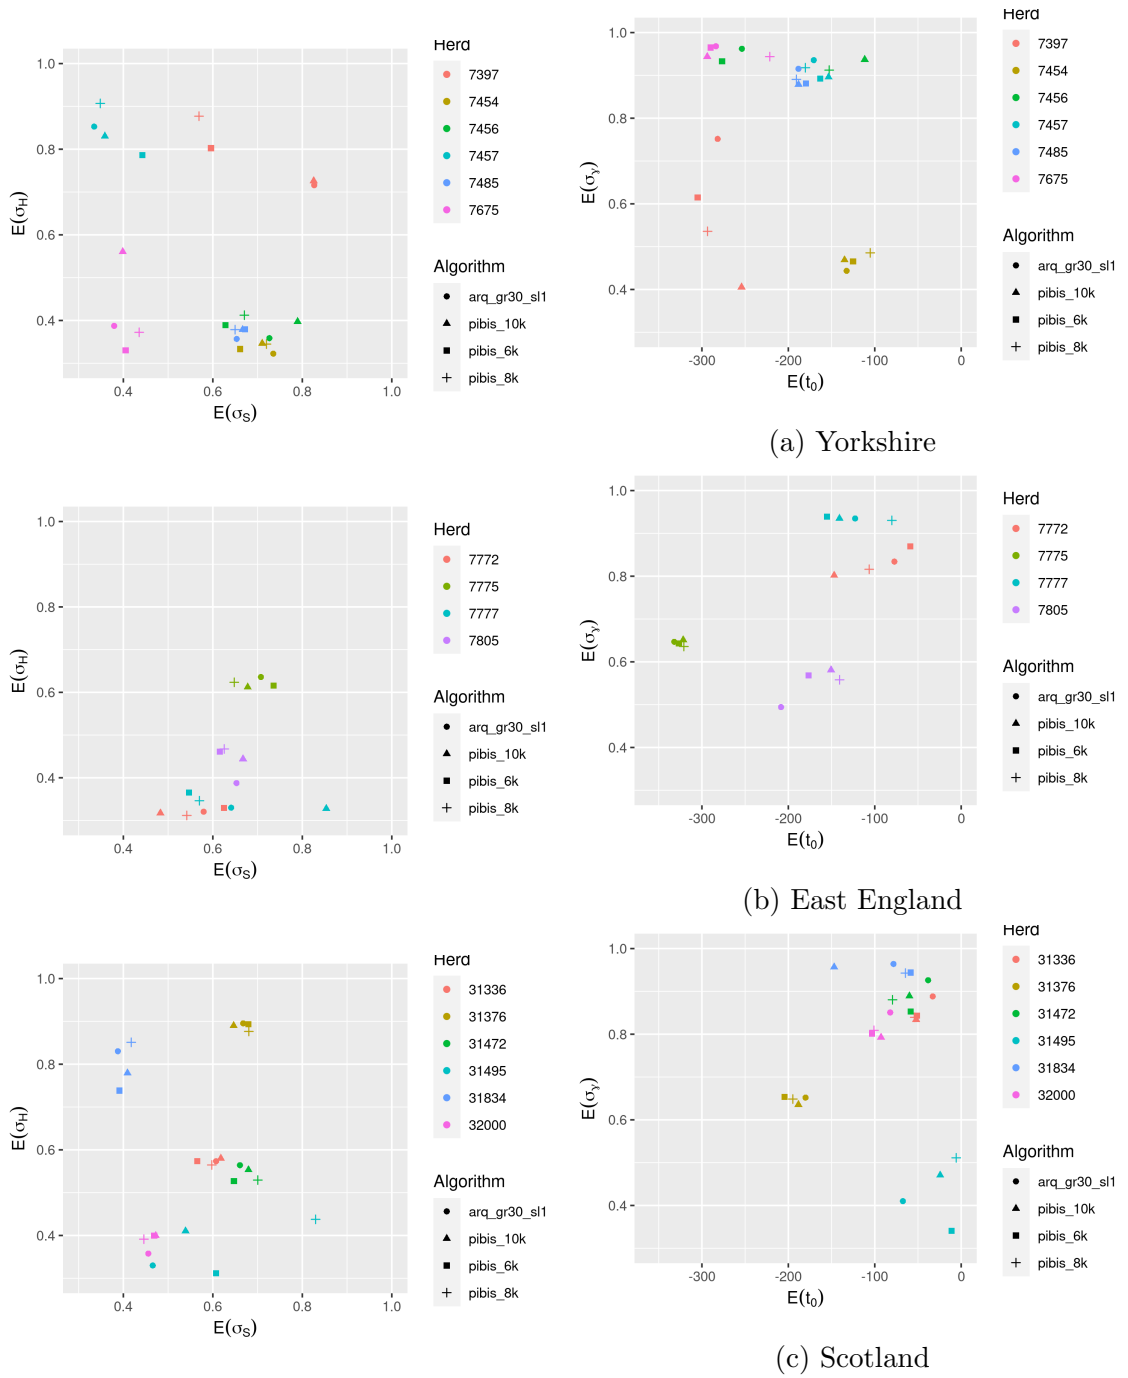 1.0
0.8
0.6
0.4
E(σH)
0.4 0.6 0.8 1.0
E(σS)
Herd
7397
7454
7456
7457
7485
7675
Algorithm
arq_gr30_sl1
pibis_10k
pibis_6k
pibis_8k
1.0
0.8
0.6
0.4
E(σγ)
-300 -200 -100 0
E(t0)
Herd
7397
7454
7456
7457
7485
7675
Algorithm
arq_gr30_sl1
pibis_10k
pibis_6k
pibis_8k
(a) Yorkshire
1.0
0.8
0.6
0.4
E(σH)
0.4 0.6 0.8 1.0
E(σS)
Herd
7772
7775
7777
7805
Algorithm
arq_gr30_sl1
pibis_10k
pibis_6k
pibis_8k
1.0
0.8
0.6
0.4
E(σγ)
-300 -200 -100 0
E(t0)
Herd
7772
7775
7777
7805
Algorithm
arq_gr30_sl1
pibis_10k
pibis_6k
pibis_8k
(b) East England
1.0
0.8
0.6
0.4
E(σH)
0.4 0.6 0.8 1.0
E(σS)
Herd
31336
31376
31472
31495
31834
32000
Algorithm
arq_gr30_sl1
pibis_10k
pibis_6k
pibis_8k
1.0
0.8
0.6
0.4
E(σγ)
-300 -200 -100 0
E(t0)
Herd
31336
31376
31472
31495
31834
32000
Algorithm
arq_gr30_sl1
pibis_10k
pibis_6k
pibis_8k
(c) Scotland